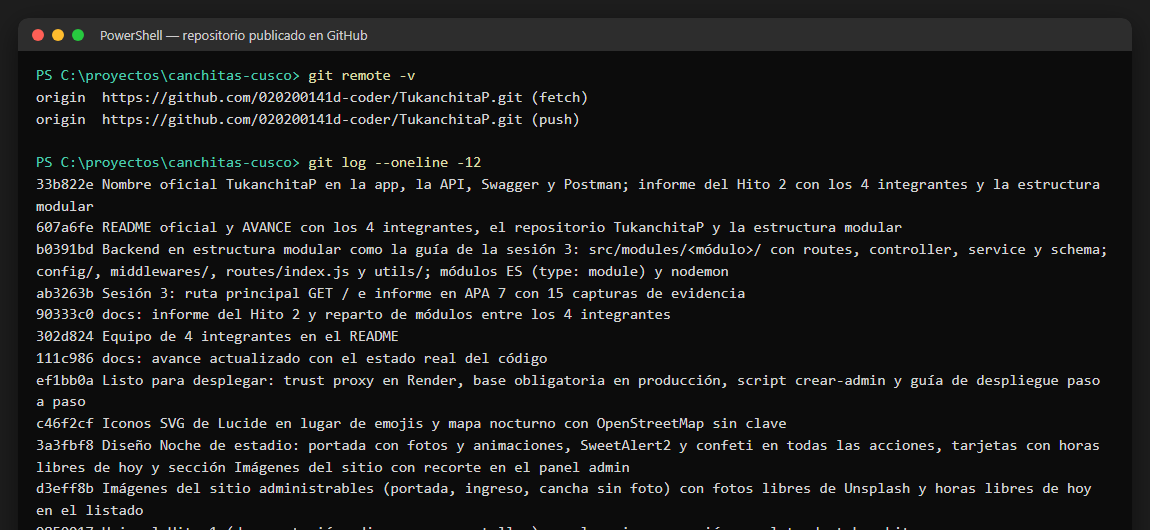 PowerShell — repositorio publicado en GitHub
PS C:\proyectos\canchitas-cusco> git remote -v
origin  https://github.com/020200141d-coder/TukanchitaP.git (fetch)
origin  https://github.com/020200141d-coder/TukanchitaP.git (push)
PS C:\proyectos\canchitas-cusco> git log --oneline -12
33b822e Nombre oficial TukanchitaP en la app, la API, Swagger y Postman; informe del Hito 2 con los 4 integrantes y la estructura
modular
607a6fe README oficial y AVANCE con los 4 integrantes, el repositorio TukanchitaP y la estructura modular
b0391bd Backend en estructura modular como la guía de la sesión 3: src/modules/<módulo>/ con routes, controller, service y schema;
config/, middlewares/, routes/index.js y utils/; módulos ES (type: module) y nodemon
ab3263b Sesión 3: ruta principal GET / e informe en APA 7 con 15 capturas de evidencia
90333c0 docs: informe del Hito 2 y reparto de módulos entre los 4 integrantes
302d824 Equipo de 4 integrantes en el README
111c986 docs: avance actualizado con el estado real del código
ef1bb0a Listo para desplegar: trust proxy en Render, base obligatoria en producción, script crear-admin y guía de despliegue paso
a paso
c46f2cf Iconos SVG de Lucide en lugar de emojis y mapa nocturno con OpenStreetMap sin clave
3a3fbf8 Diseño Noche de estadio: portada con fotos y animaciones, SweetAlert2 y confeti en todas las acciones, tarjetas con horas
libres de hoy y sección Imágenes del sitio con recorte en el panel admin
d3eff8b Imágenes del sitio administrables (portada, ingreso, cancha sin foto) con fotos libres de Unsplash y horas libres de hoy
en el listado